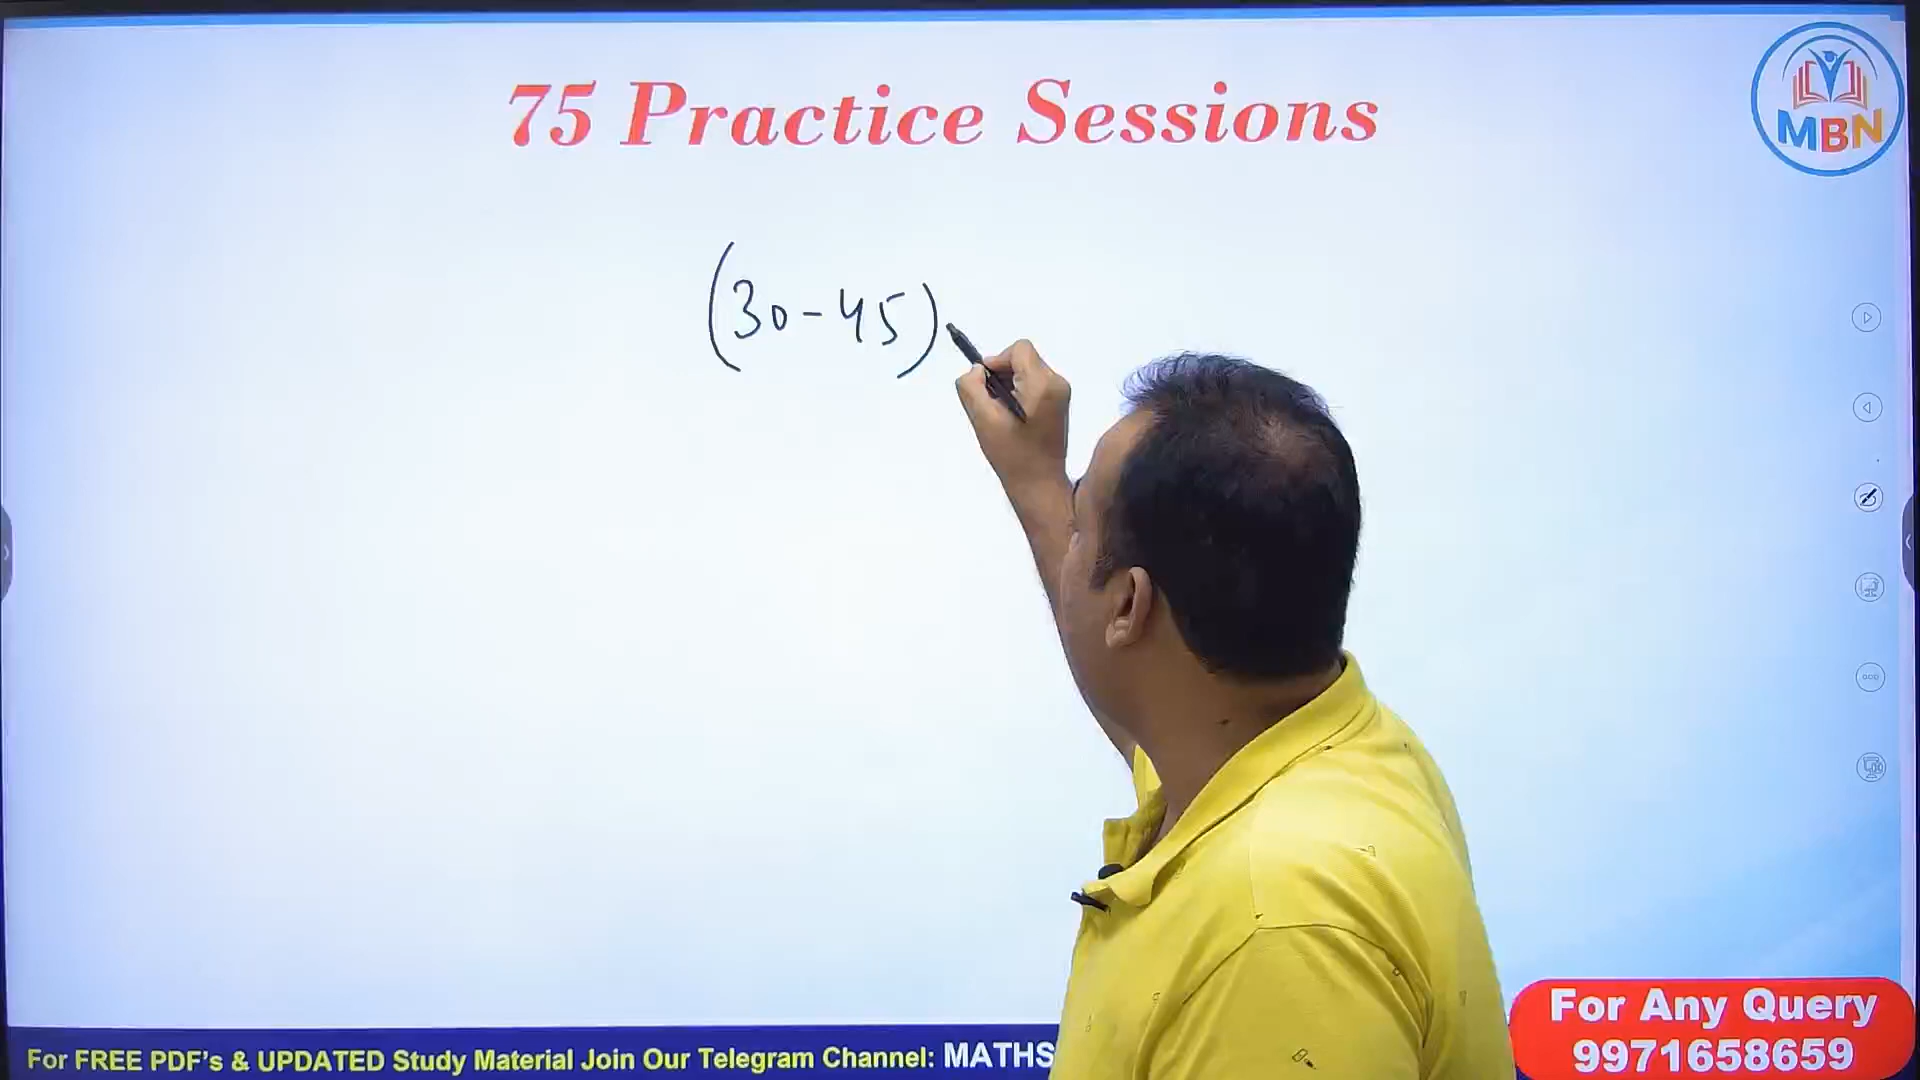 75 Practice Sessions
MBN
(30-45)
For FREE PDF's & UPDATED Study Material Join Our Telegram Channel: MATHS
For Any Query
9971658659